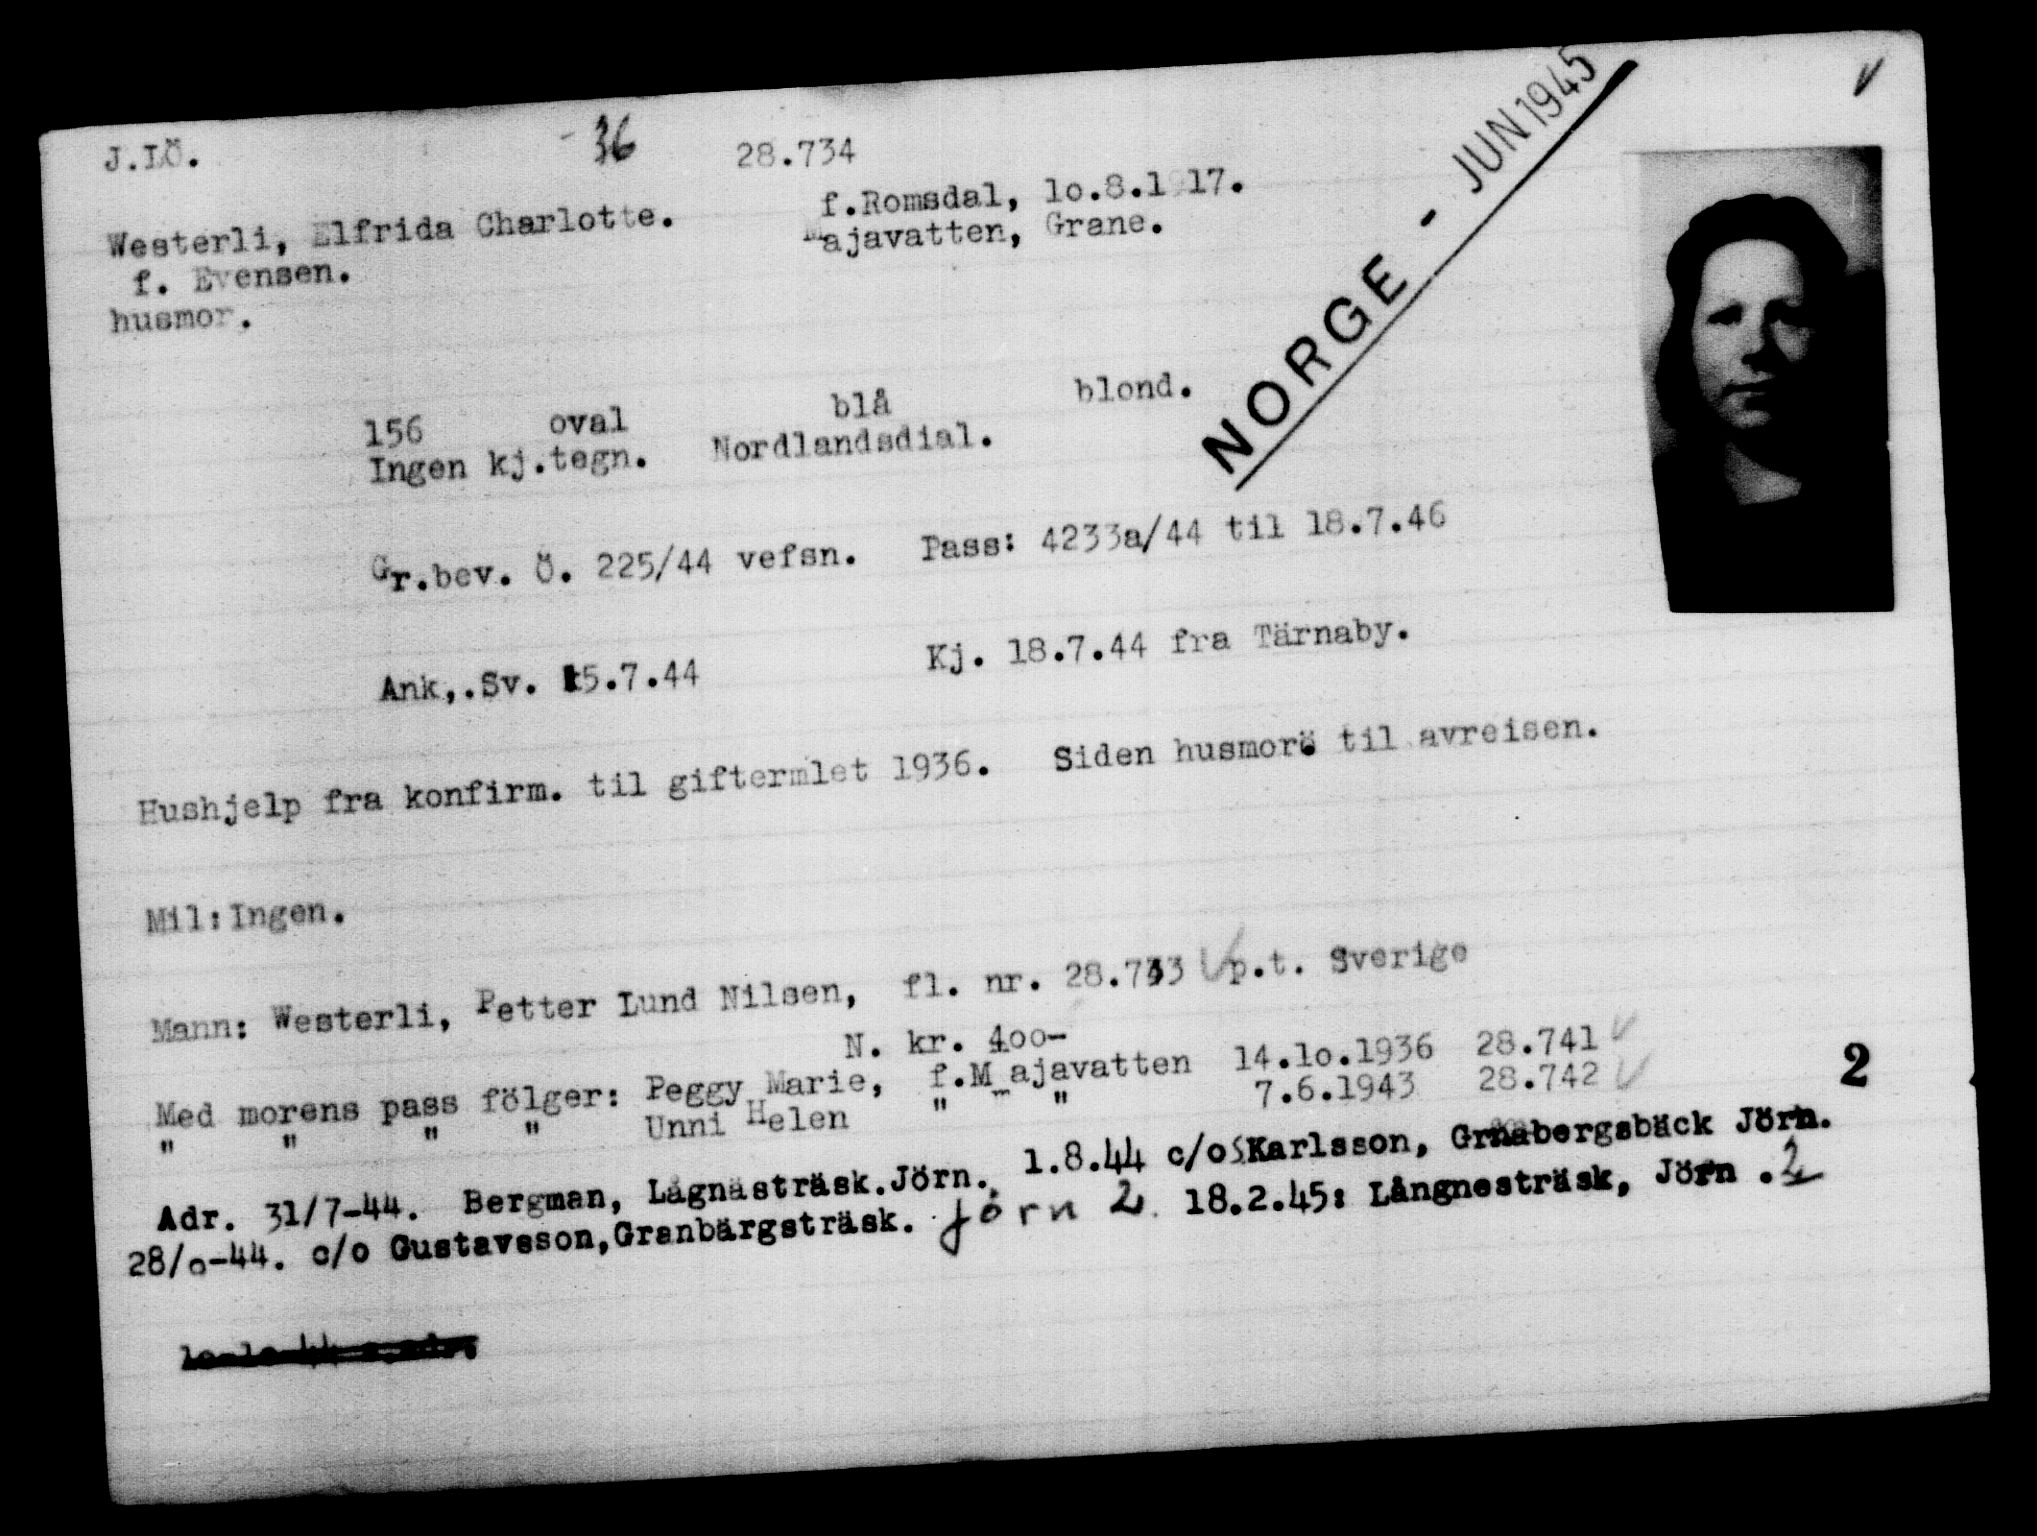 J.LÖ.
36
28.734
Westerli, Elfrida Charlotte.
f. Evensen.
husmor.
f.Romsdal, lo.8.1917.
Majavatten, Grane.
NORGE - JUN 1945
156 oval blå blond.
Ingen kj.tegn. Nordlandsdial.
Gr.bev. Ö. 225/44 vefsn. Pass: 4233a/44 til 18.7.46
Ank,.Sv. 15.7.44 Kj. 18.7.44 fra Tärnaby.
Hushjelp fra konfirm. til giftermlet 1936. Siden husmor til avreisen.
Mil:Ingen.
Mann: Westerli, Petter Lund Nilsen, fl. nr. 28.733 p.t. Sverige
N. kr. 4oo-
Med morens pass fölger: Peggy Marie, f.M ajavatten 14.lo.1936 28.741
" " " " Unni Helen " " 7.6.1943 28.742
2
Adr. 31/7-44. Bergman, Lågnästräsk.Jörn. 1.8.44 c/o Karlsson, Grnabergsbäck Jörn.
28/ -44. c/o Gustavsson,Granbärgsträsk. Jörn 2. 18.2.45: Långnesträsk, Jörn .2